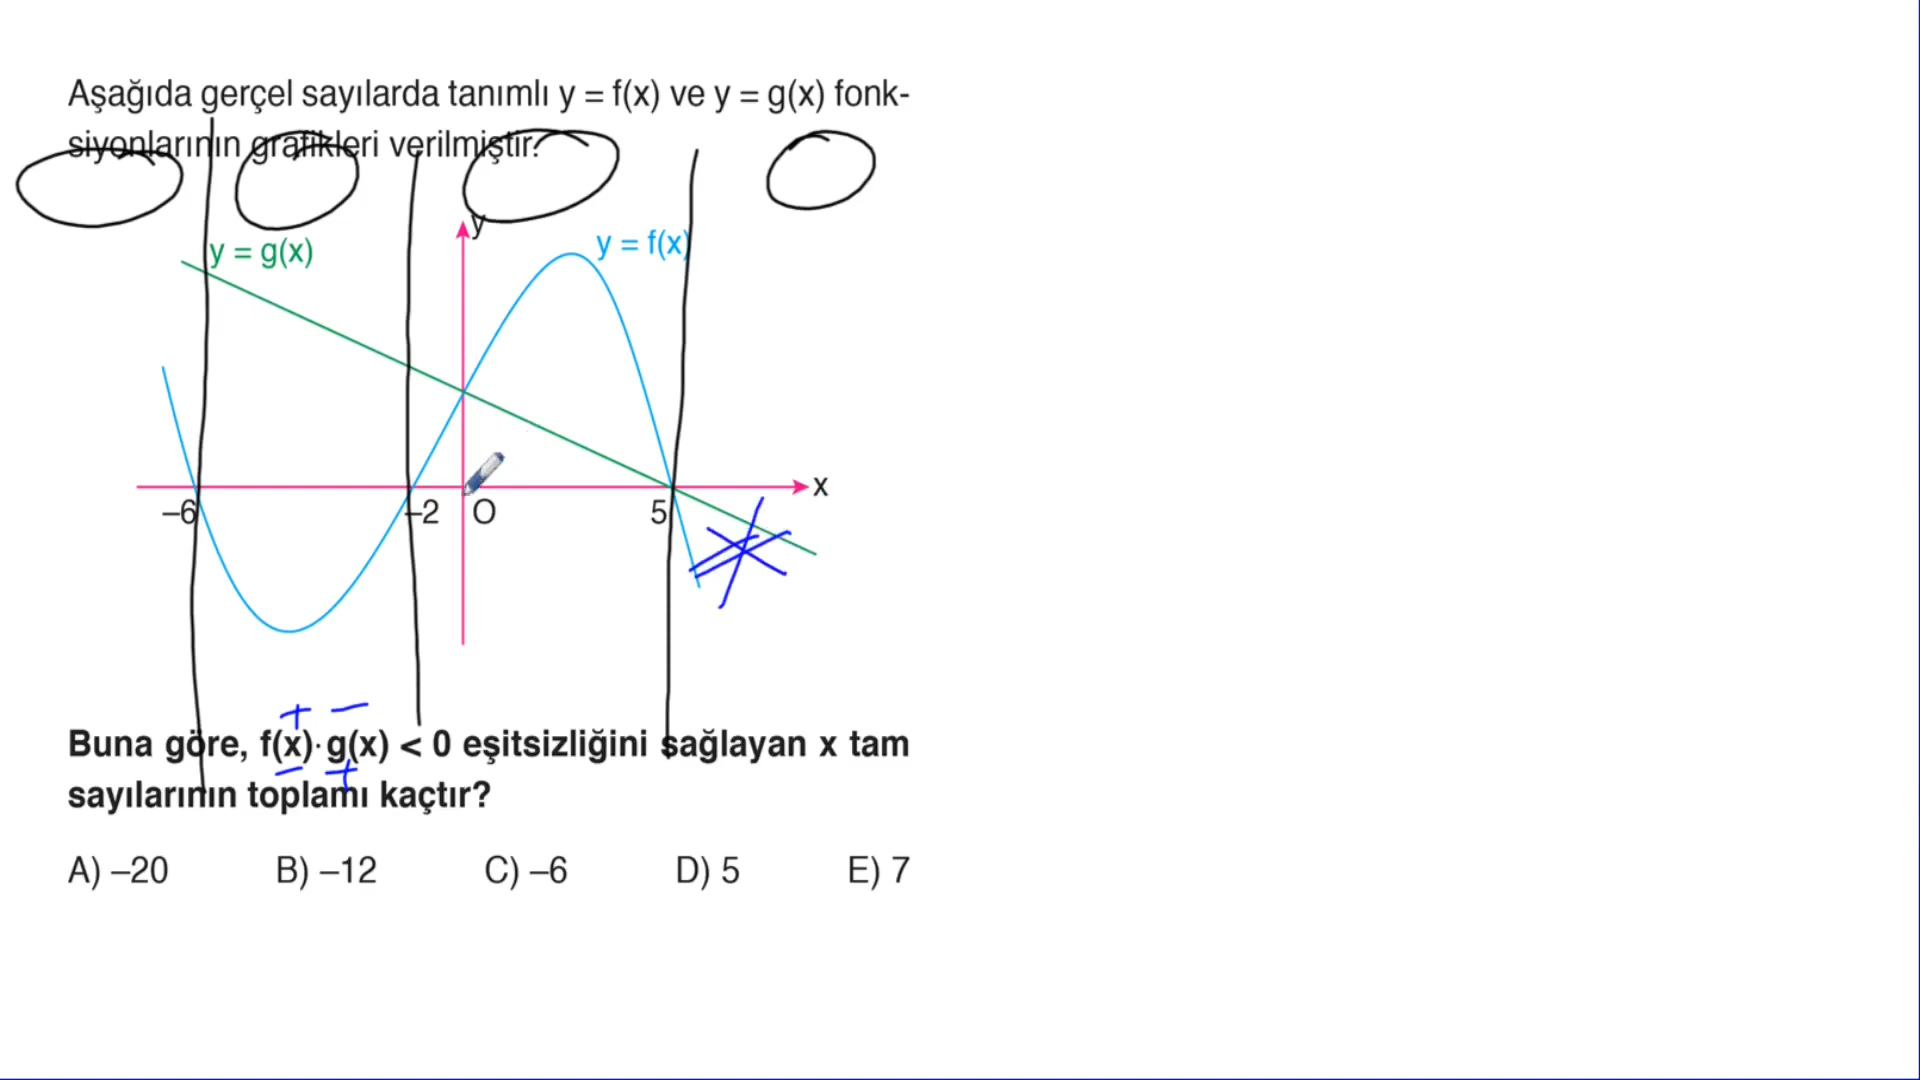 Aşağıda gerçel sayılarda tanımlı y = f(x) ve y = g(x) fonk-
siyonlarının grafikleri verilmiştir.
y
y = g(x)
y = f(x)
x
–6
–2
O
5
+ –
Buna göre, f(x)·g(x) < 0 eşitsizliğini sağlayan x tam
– +
sayılarının toplamı kaçtır?
A) –20 B) –12 C) –6 D) 5 E) 7